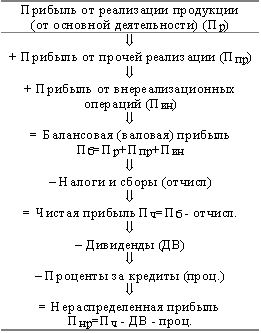 Прибыль от реализации продукции
(от основной деятельности) (Пр)
⇓
+ Прибыль от прочей реализации (Ппр)
⇓
+ Прибыль от внереализационных
операций (Пин)
⇓
= Балансовая (валовая) прибыль
Пб=Пр+Ппр+Пин
⇓
– Налоги и сборы (отчисл)
⇓
= Чистая прибыль Пч=Пб - отчисл.
⇓
– Дивиденды (ДВ)
⇓
– Проценты за кредиты (проц.)
⇓
= Нераспределенная прибыль
Пнр=Пч - ДВ - проц.